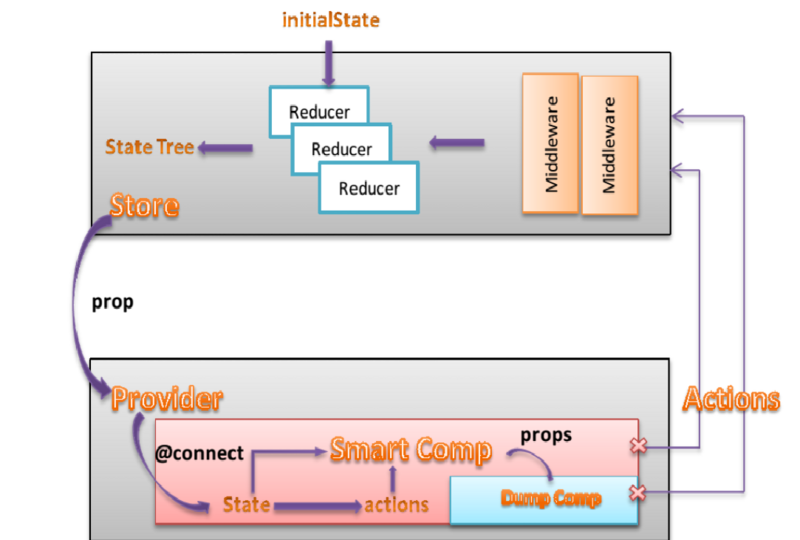 initialState
Reducer
Reducer
Reducer
State Tree
Middleware
Middleware
Store
prop
Provider
Actions
@connect
Smart Comp
props
State
actions
Dump Comp